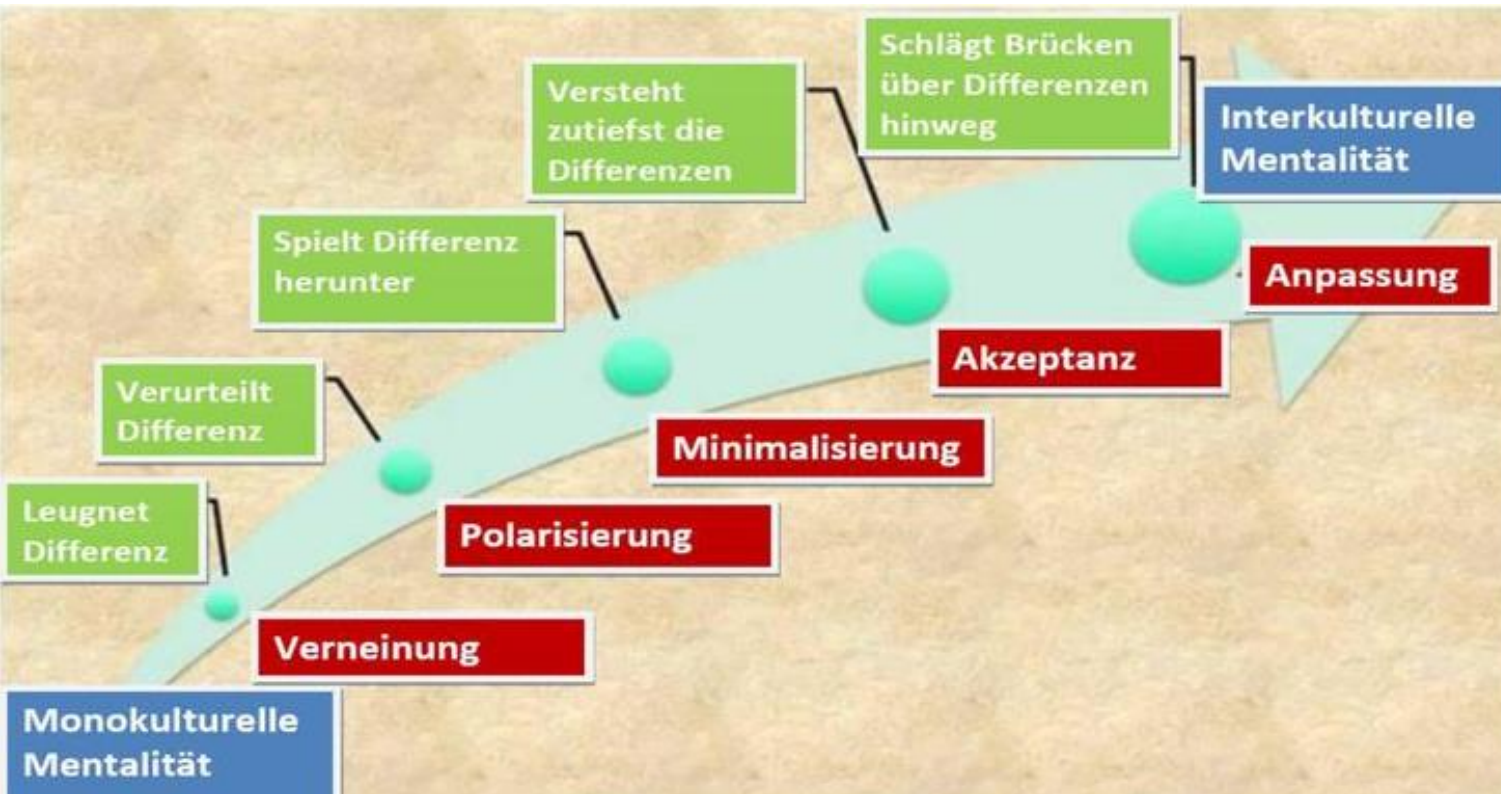 Schlägt Brücken
über Differenzen
hinweg
Interkulturelle
Mentalität
Versteht
zutiefst die
Differenzen
Anpassung
Spielt Differenz
herunter
Akzeptanz
Verurteilt
Differenz
Minimalisierung
Leugnet
Differenz
Polarisierung
Verneinung
Monokulturelle
Mentalität